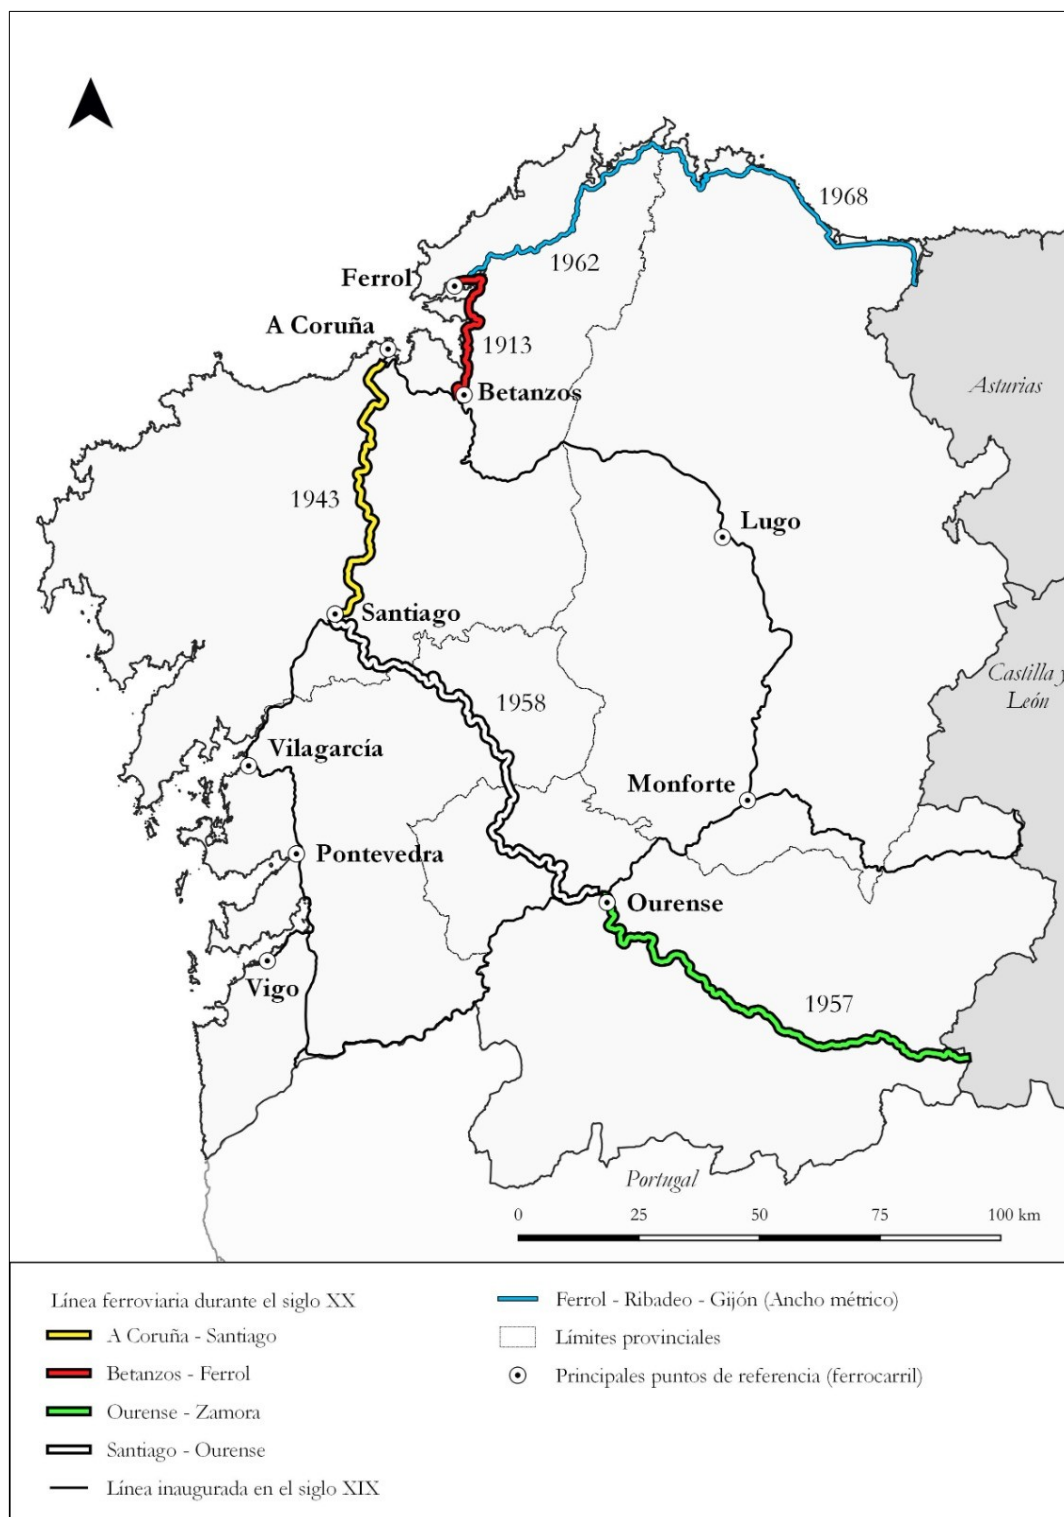 1968
1962
Ferrol
A Coruña
1913
Betanzos
Asturias
1943
Lugo
Santiago
Castilla y
León
1958
Vilagarcía
Monforte
Pontevedra
Ourense
Vigo
1957
Portugal
0 25 50 75 100 km
Línea ferroviaria durante el siglo XX
A Coruña - Santiago
Betanzos - Ferrol
Ourense - Zamora
Santiago - Ourense
Línea inaugurada en el siglo XIX
Ferrol - Ribadeo - Gijón (Ancho métrico)
Límites provinciales
Principales puntos de referencia (ferrocarril)